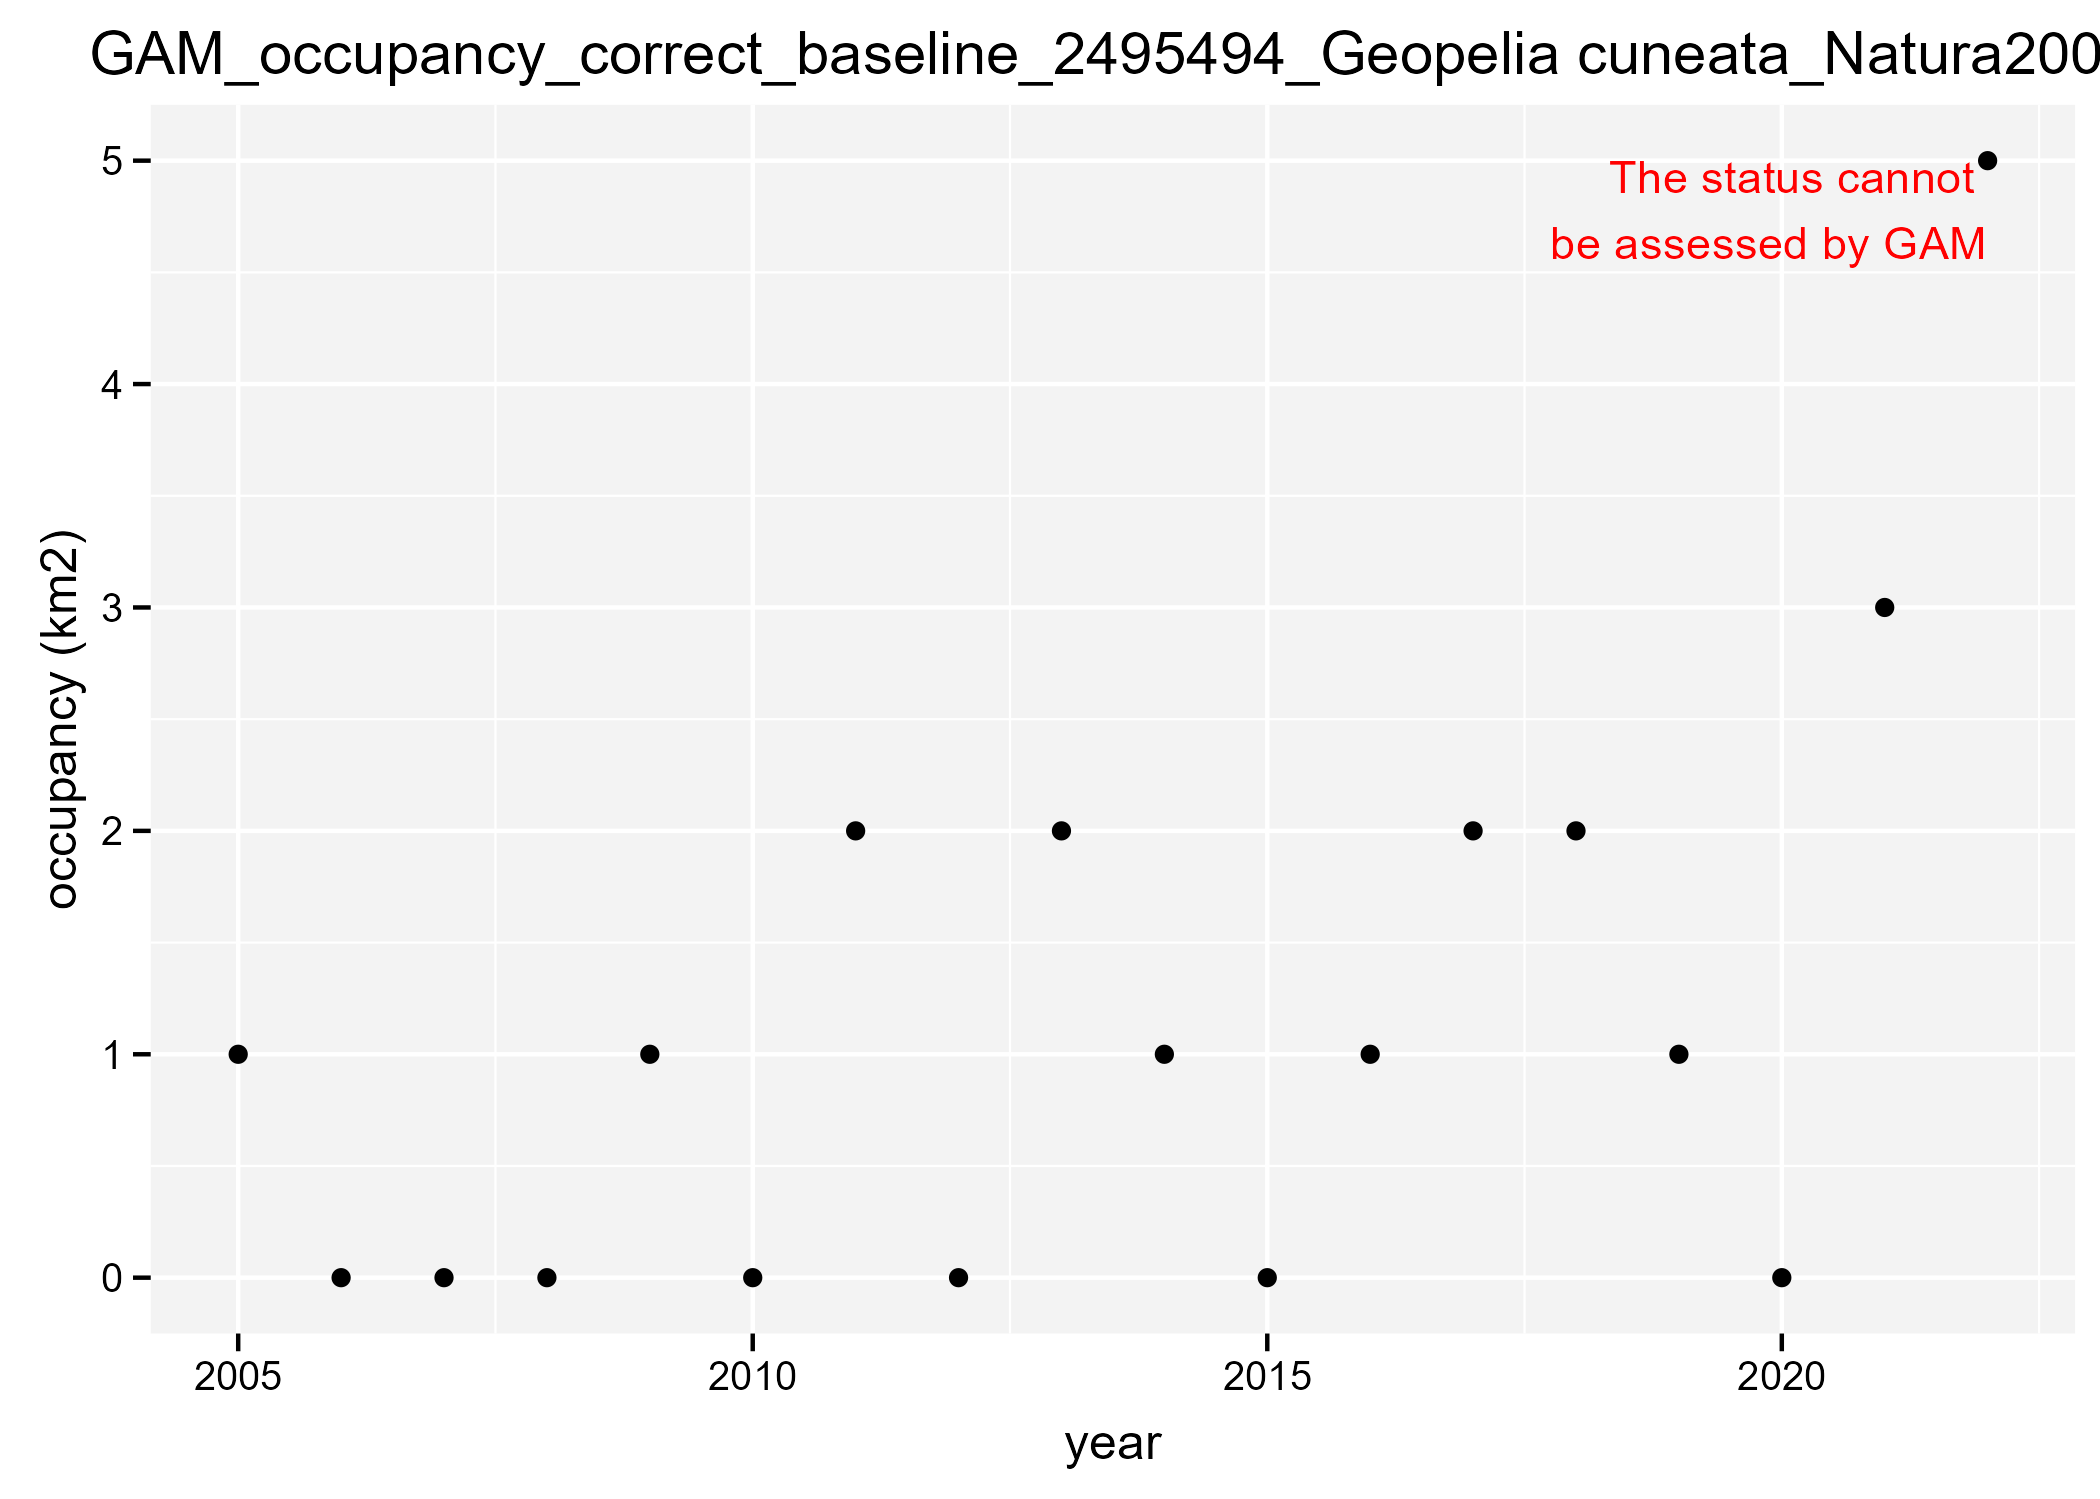 GAM_occupancy_correct_baseline_2495494_Geopelia cuneata_Natura200
5
The status cannot
be assessed by GAM
4
3
2
1
0
occupancy (km2)
2005 2010 2015 2020
year